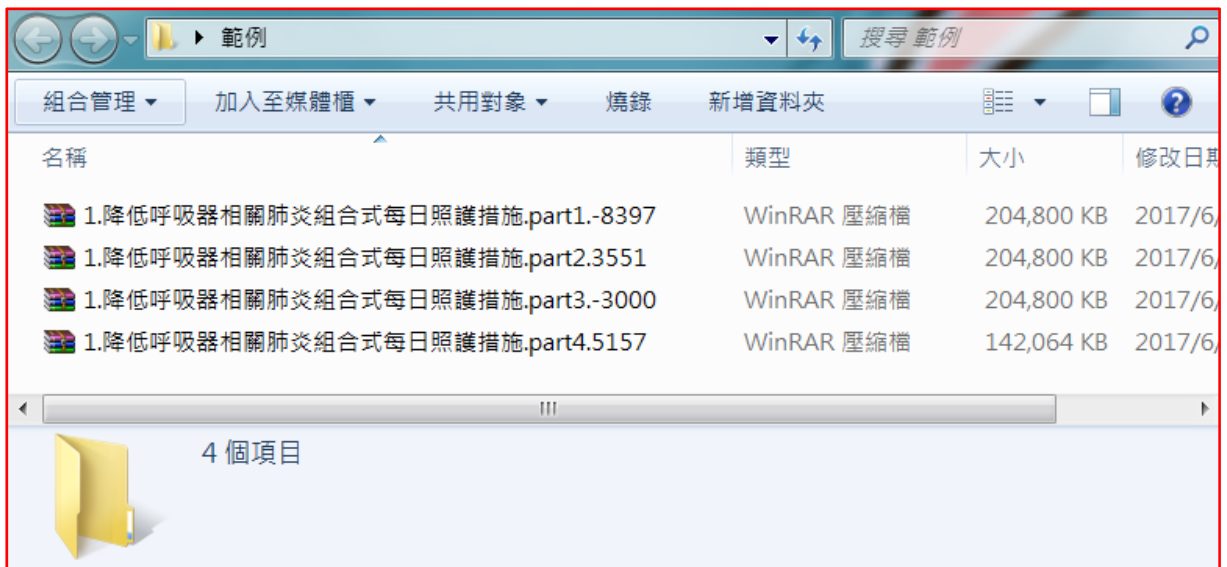 範例 搜尋 範例
組合管理 加入至媒體櫃 共用對象 燒錄 新增資料夾
名稱 類型 大小 修改日期
1.降低呼吸器相關肺炎組合式每日照護措施.part1.-8397 WinRAR 壓縮檔 204,800 KB 2017/6/
1.降低呼吸器相關肺炎組合式每日照護措施.part2.3551 WinRAR 壓縮檔 204,800 KB 2017/6/
1.降低呼吸器相關肺炎組合式每日照護措施.part3.-3000 WinRAR 壓縮檔 204,800 KB 2017/6/
1.降低呼吸器相關肺炎組合式每日照護措施.part4.5157 WinRAR 壓縮檔 142,064 KB 2017/6/
4 個項目